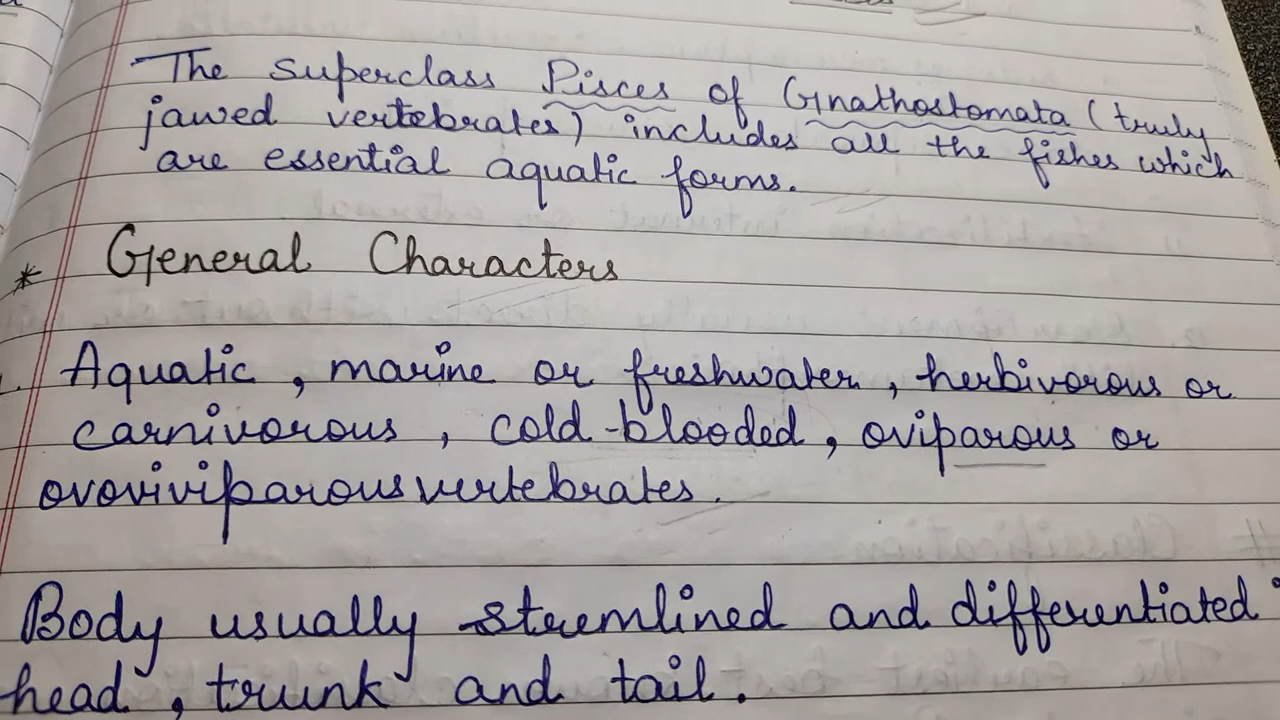 The superclass Pisces of Gnathostomata (truly
jawed vertebrates) includes all the fishes which
are essential aquatic forms.
* General Characters
1. Aquatic, marine or freshwater, herbivorous or
carnivorous, cold-blooded, oviparous or
ovoviviparous vertebrates.
Body usually stremlined and differentiated
head, trunk and tail.